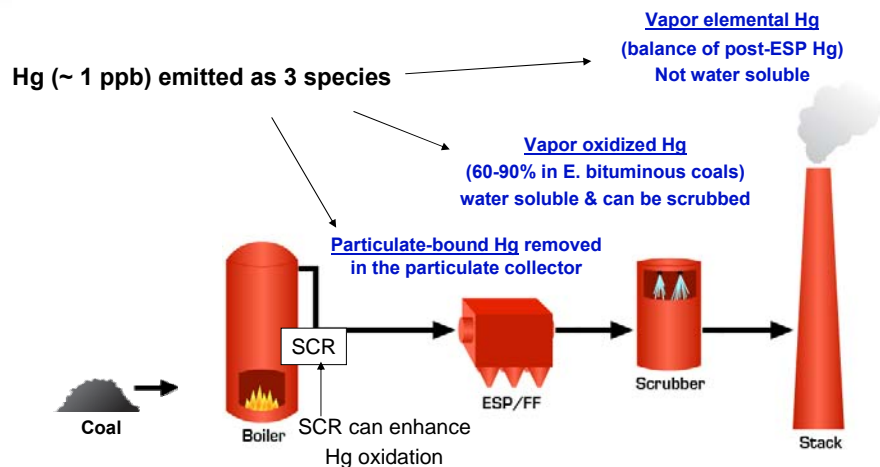 Vapor elemental Hg
(balance of post-ESP Hg)
Not water soluble
Hg (~ 1 ppb) emitted as 3 species
Vapor oxidized Hg
(60-90% in E. bituminous coals)
water soluble & can be scrubbed
Particulate-bound Hg removed
in the particulate collector
SCR
Scrubber
ESP/FF
Coal
Boiler
SCR can enhance
Hg oxidation
Stack